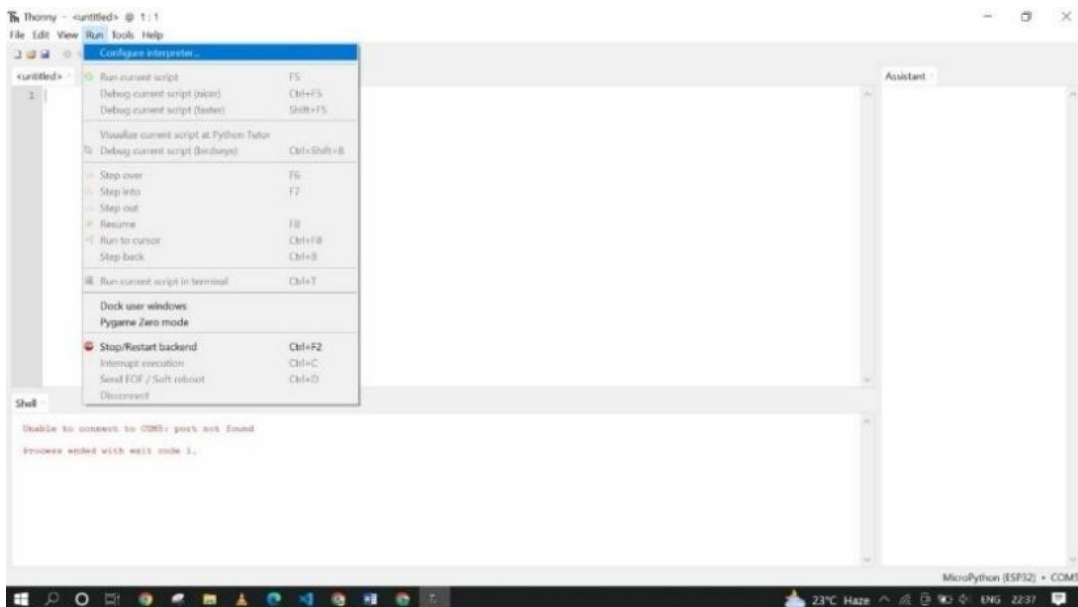 Thonny - <untitled> @ 1:1
File Edit View Run Tools Help
Configure interpreter...
<untitled>
Run current script F5
Assistant
1
Debug current script (nicer) Ctrl+F5
Debug current script (faster) Shift+F5
Visualize current script at Python Tutor
Debug current script (birdseye) Ctrl+Shift+B
Step over F6
Step into F7
Step out
Resume F8
Run to cursor Ctrl+F8
Step back Ctrl+B
Run current script in terminal Ctrl+T
Dock user windows
Pygame Zero mode
Stop/Restart backend Ctrl+F2
Interrupt execution Ctrl+C
Send EOF / Soft reboot Ctrl+D
Disconnect
Shell
Unable to connect to COM5: port not found
Process ended with exit code 1.
MicroPython (ESP32) • COM5
23°C Haze ENG 22:37